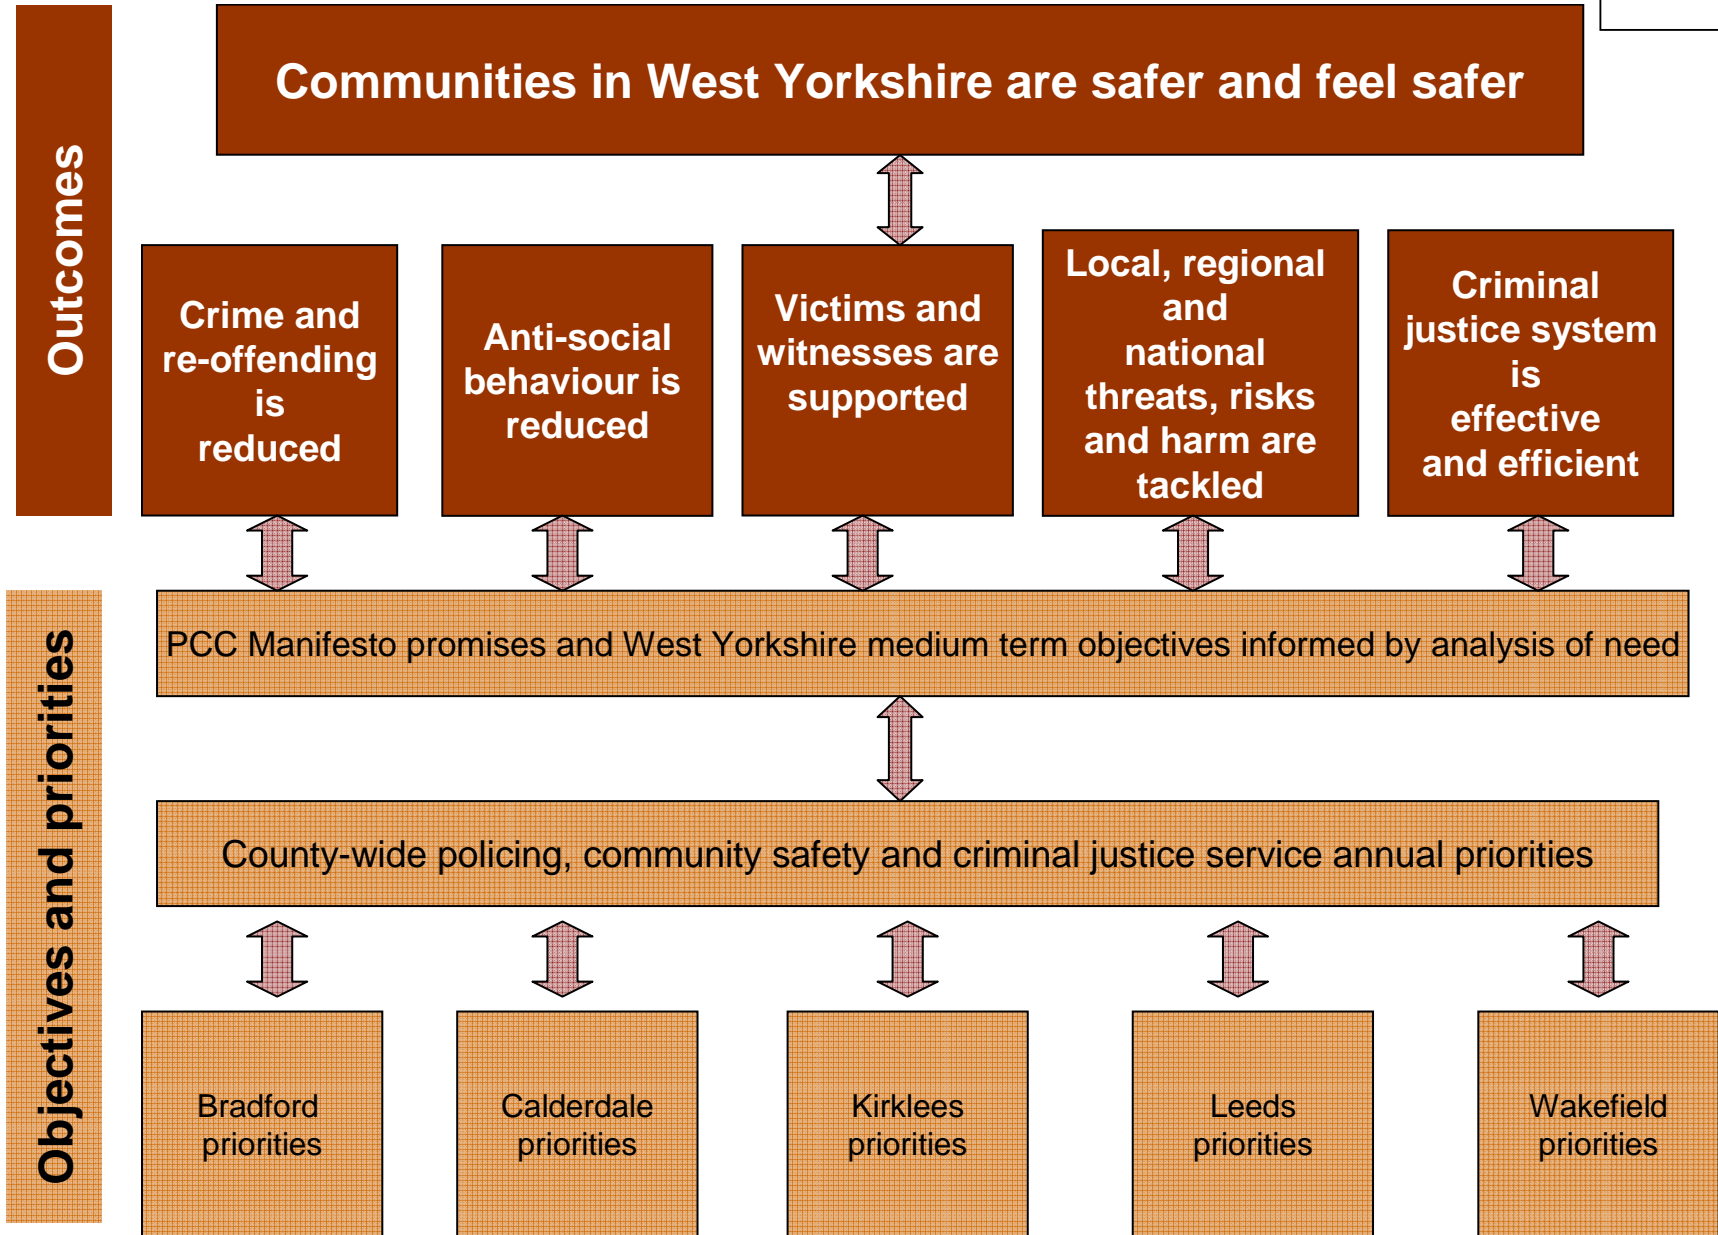 Outcomes
Communities in West Yorkshire are safer and feel safer
Crime and
re-offending
is
reduced
Anti-social
behaviour is
reduced
Victims and
witnesses are
supported
Local, regional
and
national
threats, risks
and harm are
tackled
Criminal
justice system
is
effective
and efficient
Objectives and priorities
PCC Manifesto promises and West Yorkshire medium term objectives informed by analysis of need
County-wide policing, community safety and criminal justice service annual priorities
Bradford
priorities
Calderdale
priorities
Kirklees
priorities
Leeds
priorities
Wakefield
priorities